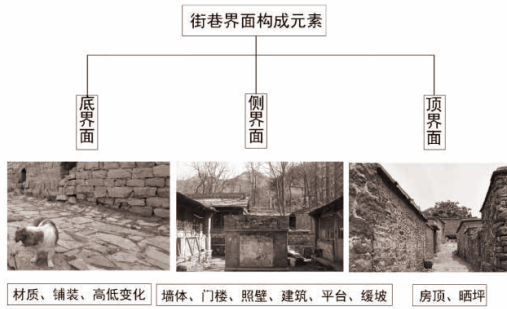 街巷界面构成元素
底界面
侧界面
顶界面
材质、铺装、高低变化
墙体、门楼、照壁、建筑、平台、缓坡
房顶、晒坪